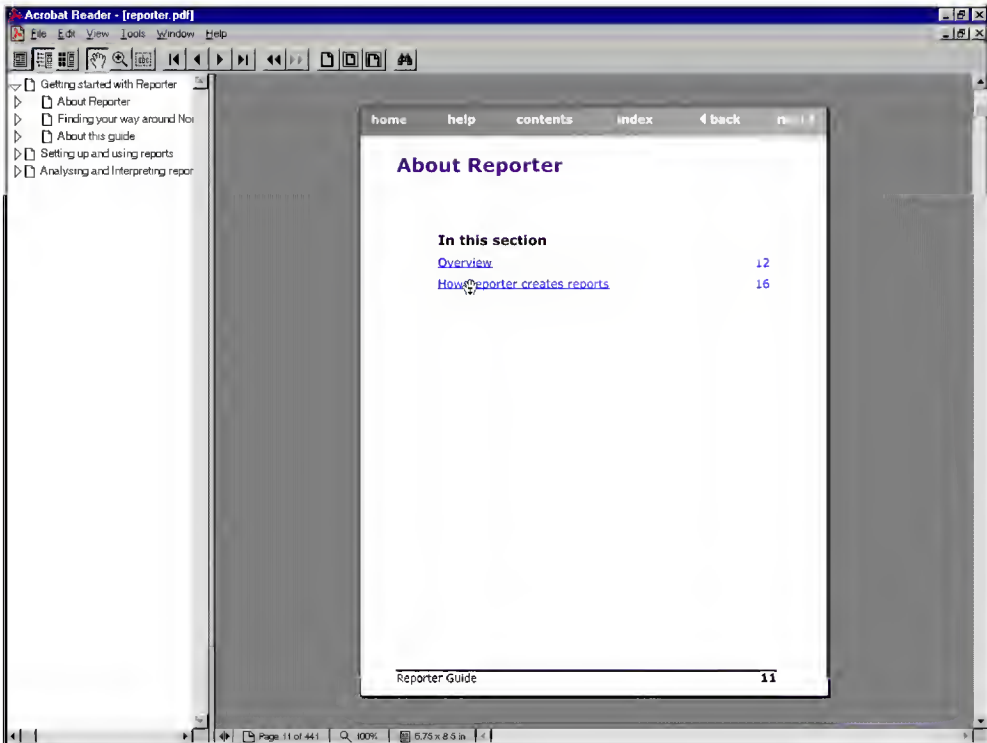 Acrobat Reader - [reporter.pdf]
File Edit View Tools Window Help
Getting started with Reporter
About Reporter
Finding your way around
About this guide
Setting up and using reports
Analysing and Interpreting repor
home help contents index back
About Reporter
In this section
Overview 12
How Reporter creates reports 16
Reporter Guide 11
Page 11 of 441 100% 6.75 x 8.5 in